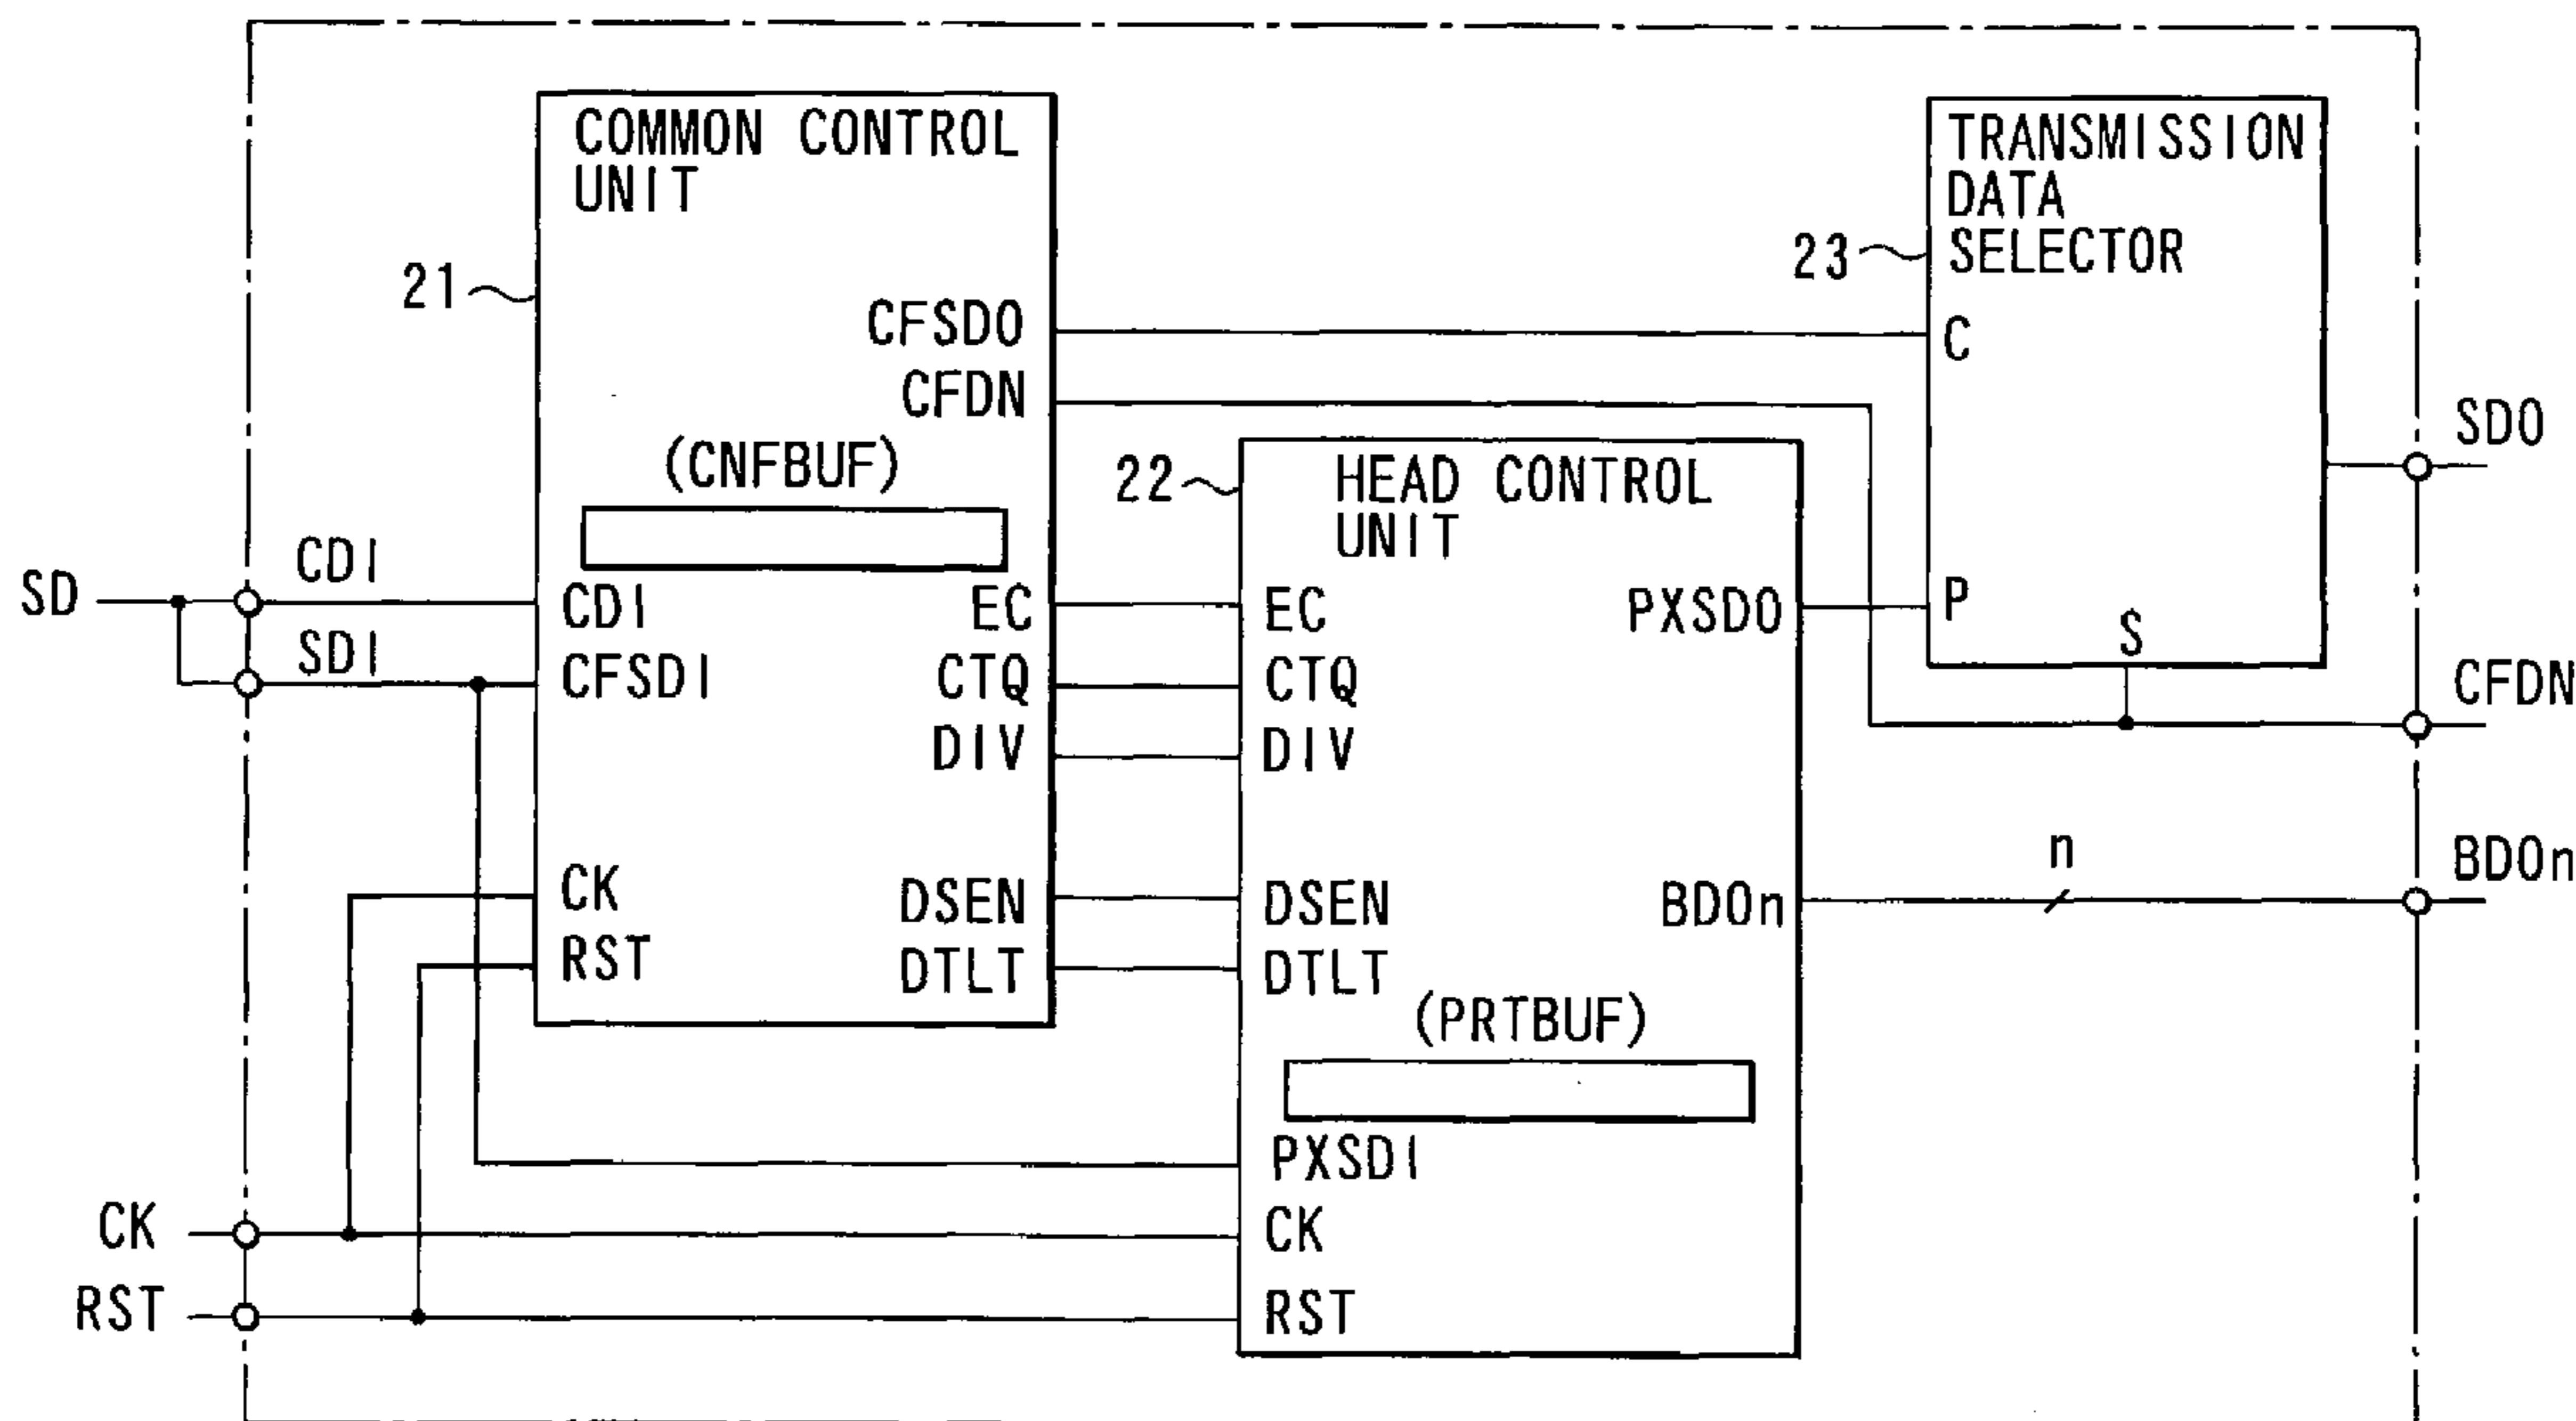 COMMON CONTROL
UNIT
21
CFSDO
CFDN
(CNFBUF)
CDI
CFSDI
EC
CTQ
DIV
CK
RST
DSEN
DTLT
TRANSMISSION
DATA
SELECTOR
23
C
P
S
22
HEAD CONTROL
UNIT
EC
CTQ
DIV
PXSDO
DSEN
DTLT
BDOn
(PRTBUF)
PXSDI
CK
RST
SD
CDI
SDI
CK
RST
SDO
CFDN
n
BDOn